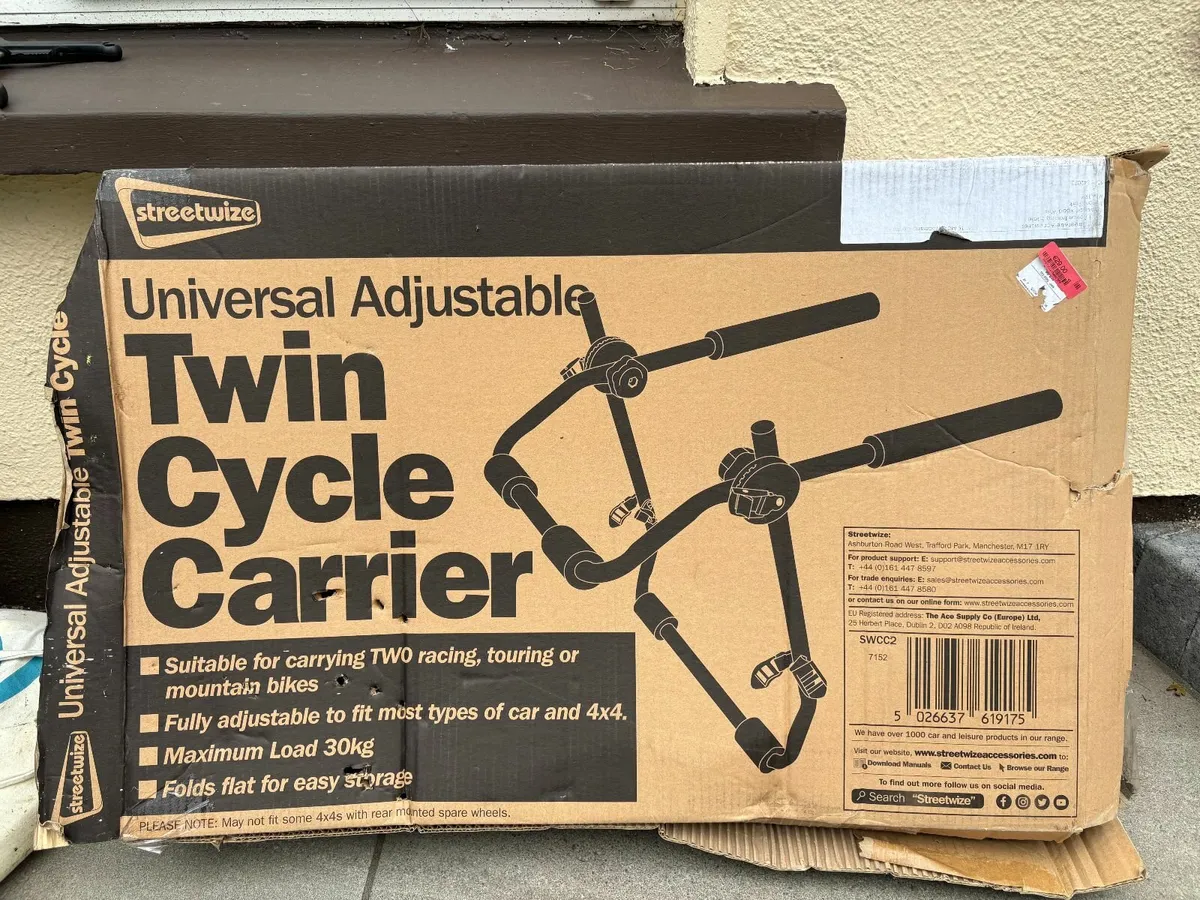 streetwize
Universal Adjustable
Twin
Cycle
Carrier
Suitable for carrying TWO racing, touring or
mountain bikes
Fully adjustable to fit most types of car and 4x4.
Maximum Load 30kg
Folds flat for easy storage
PLEASE NOTE: May not fit some 4x4s with rear mounted spare wheels.
Universal Adjustable Twin Cycle
streetwize
€29.00
Streetwize:
Ashburton Road West, Trafford Park, Manchester, M17 1RY
For product support: E: support@streetwizeaccessories.com
T: +44 (0)161 447 8597
For trade enquiries: E: sales@streetwizeaccessories.com
T: +44 (0)161 447 8580
or contact us on our online form: www.streetwizeaccessories.com
EU Registered address: The Ace Supply Co (Europe) Ltd,
25 Herbert Place, Dublin 2, D02 A098 Republic of Ireland.
SWCC2
7152
5 026637 619175
We have over 1000 car and leisure products in our range.
Visit our website, www.streetwizeaccessories.com to:
Download Manuals Contact Us Browse our Range
To find out more follow us on social media.
Search "Streetwize"